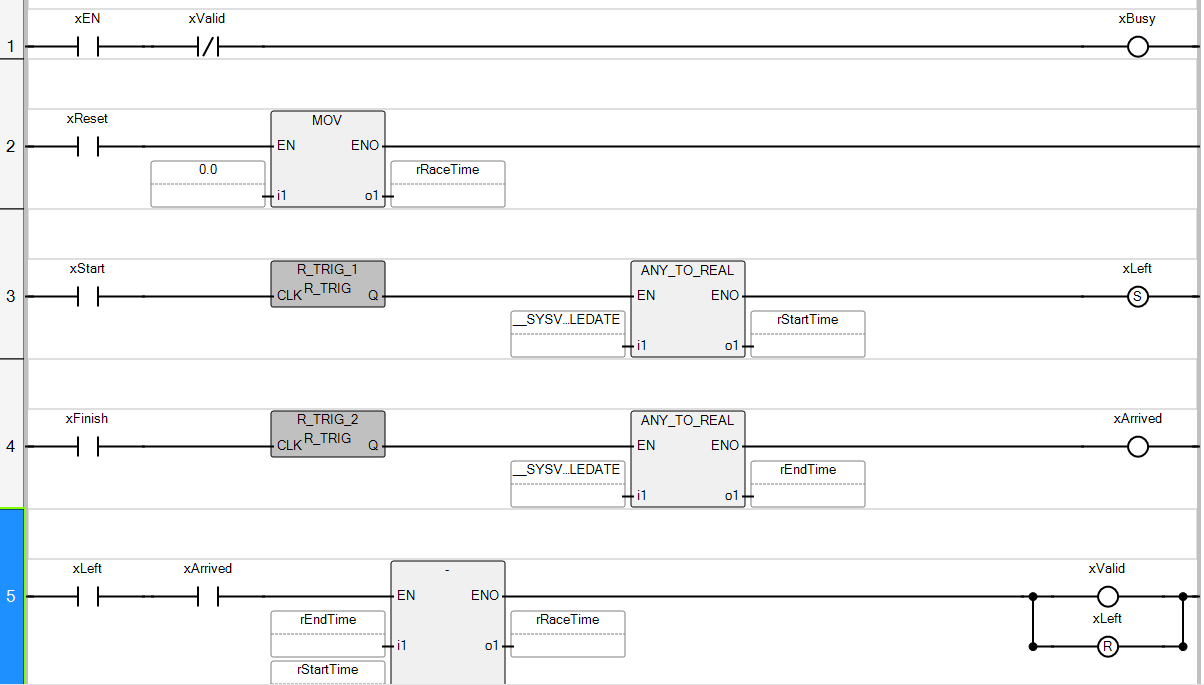 xEN
xValid
xBusy
1
xReset
MOV
2
EN
ENO
0.0
rRaceTime
i1
o1
xStart
R_TRIG_1
ANY_TO_REAL
xLeft
3
CLK
R_TRIG
Q
EN
ENO
S
__SYSV...LEDATE
rStartTime
i1
o1
xFinish
R_TRIG_2
ANY_TO_REAL
xArrived
4
CLK
R_TRIG
Q
EN
ENO
__SYSV...LEDATE
rEndTime
i1
o1
xLeft
xArrived
-
xValid
5
EN
ENO
rEndTime
rRaceTime
xLeft
i1
o1
R
rStartTime